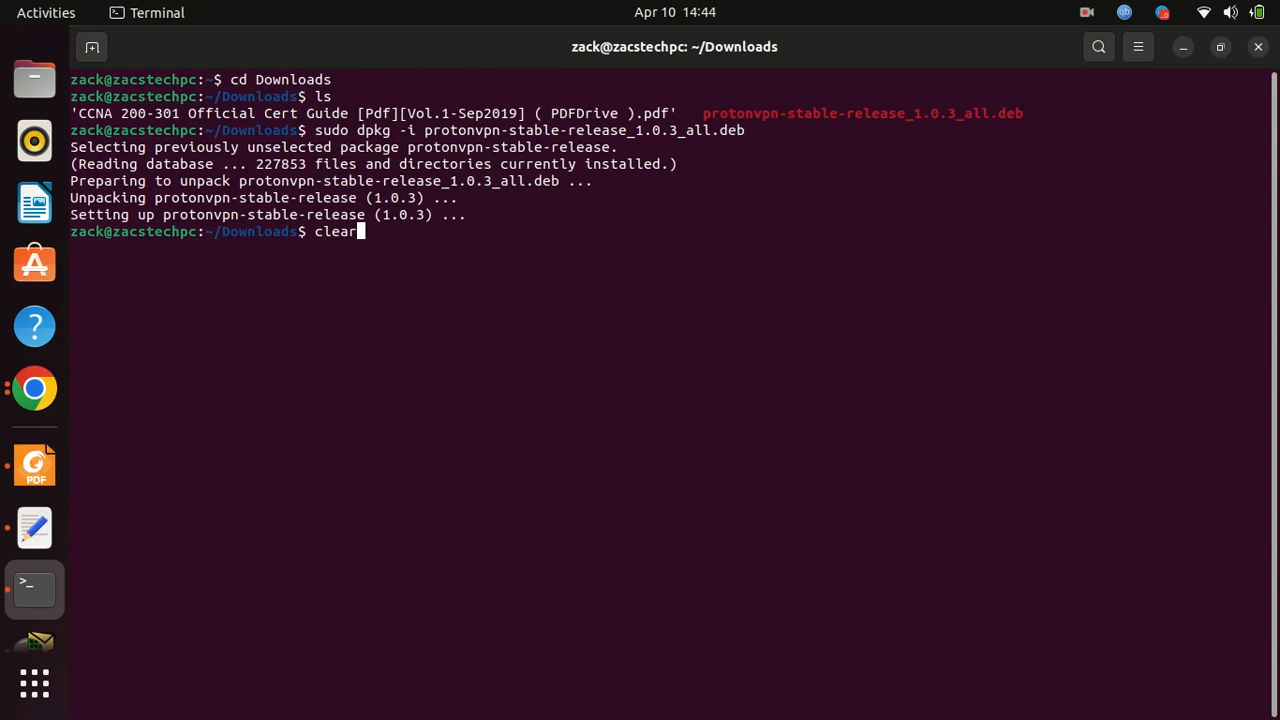 Activities
Terminal
Apr 10 14:44
zack@zacstechpc: ~/Downloads
zack@zacstechpc:~$ cd Downloads
zack@zacstechpc:~/Downloads$ ls
'CCNA 200-301 Official Cert Guide [Pdf][Vol.1-Sep2019] ( PDFDrive ).pdf'   protonvpn-stable-release_1.0.3_all.deb
zack@zacstechpc:~/Downloads$ sudo dpkg -i protonvpn-stable-release_1.0.3_all.deb
Selecting previously unselected package protonvpn-stable-release.
(Reading database ... 227853 files and directories currently installed.)
Preparing to unpack protonvpn-stable-release_1.0.3_all.deb ...
Unpacking protonvpn-stable-release (1.0.3) ...
Setting up protonvpn-stable-release (1.0.3) ...
zack@zacstechpc:~/Downloads$ clear
qb
?
PDF
>_